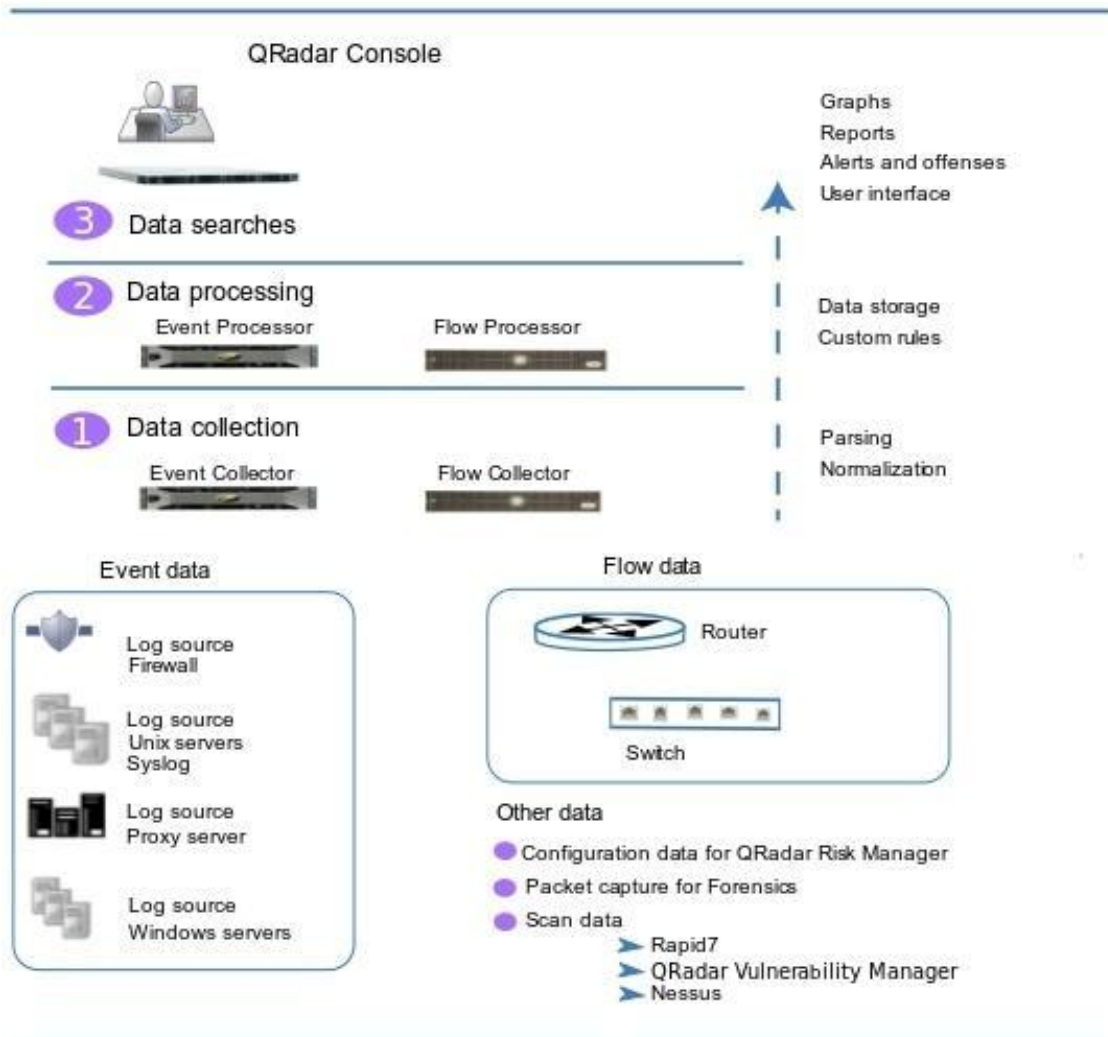 QRadar Console
Graphs
Reports
Alerts and offenses
User interface
3 Data searches
2 Data processing
Event Processor
Flow Processor
Data storage
Custom rules
1 Data collection
Event Collector
Flow Collector
Parsing
Normalization
Event data
Log source
Firewall
Log source
Unix servers
Syslog
Log source
Proxy server
Log source
Windows servers
Flow data
Router
Switch
Other data
Configuration data for QRadar Risk Manager
Packet capture for Forensics
Scan data
Rapid7
QRadar Vulnerability Manager
Nessus